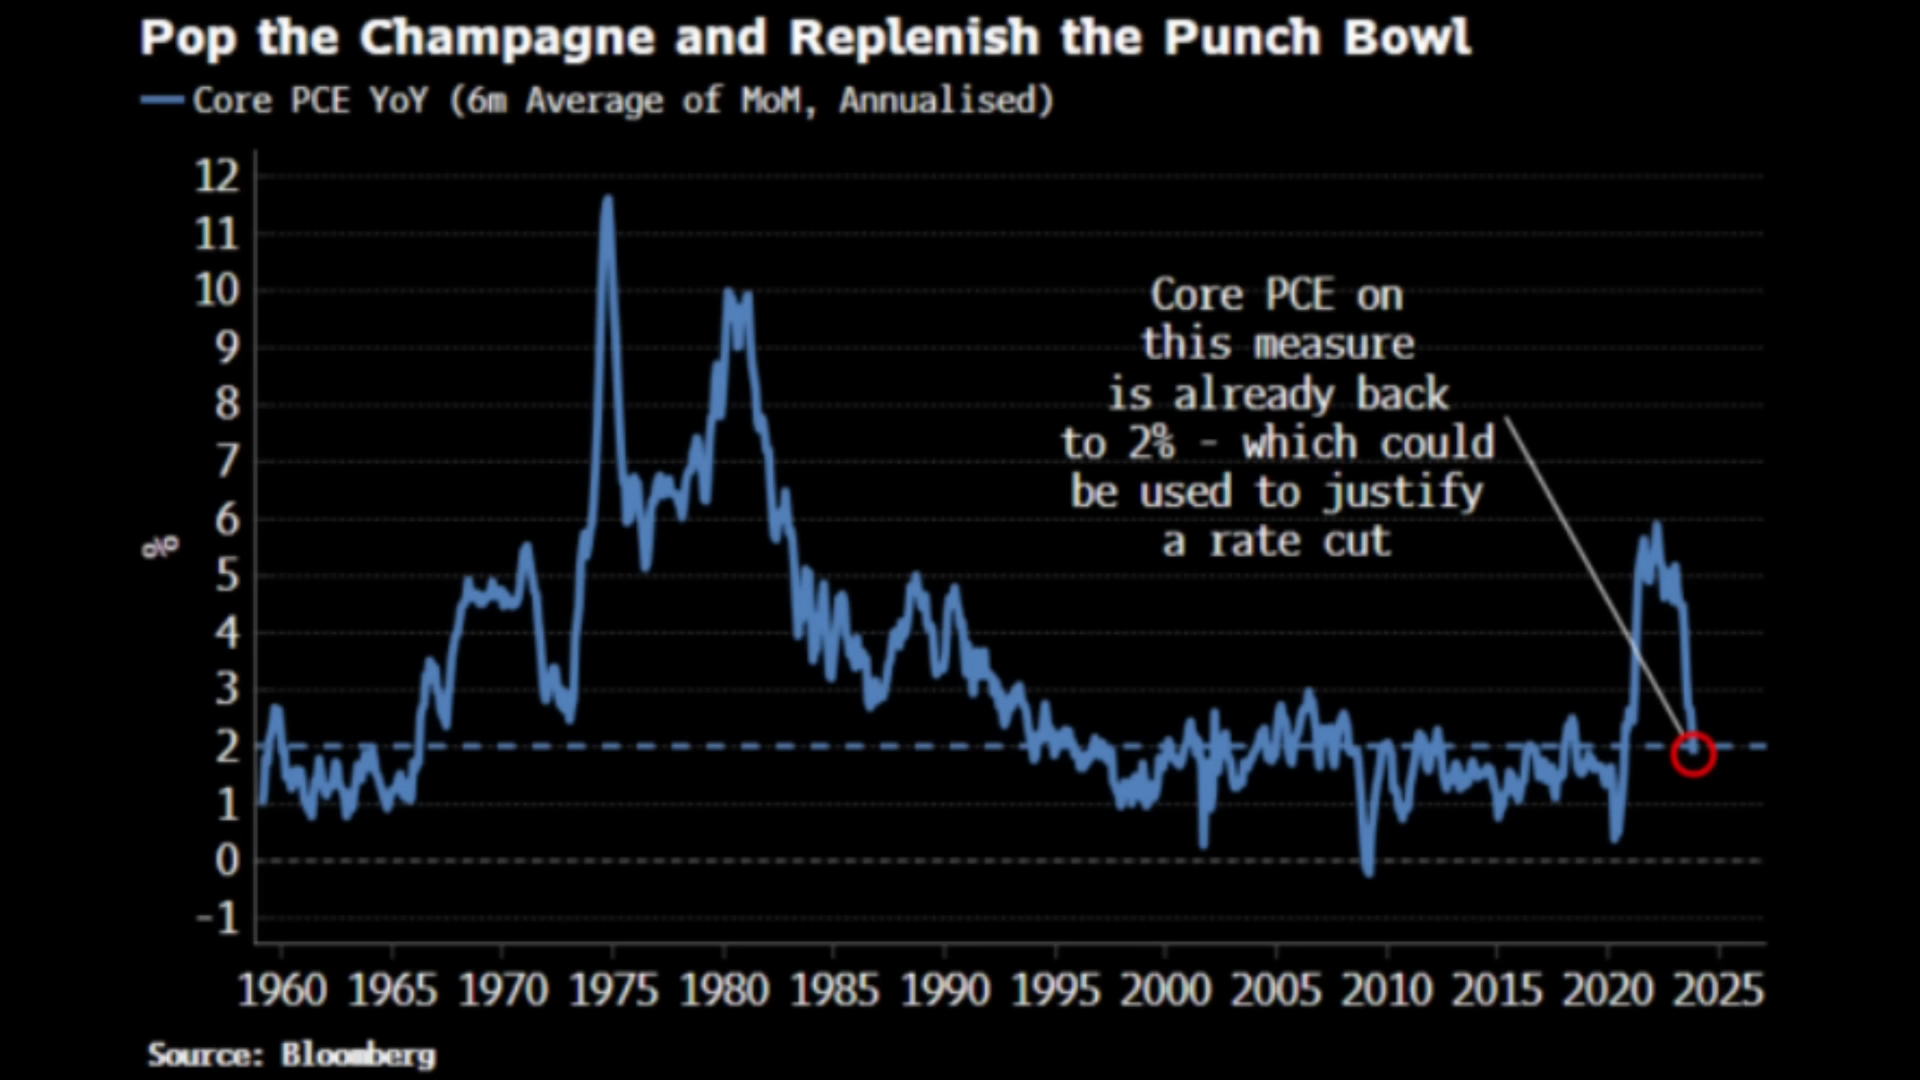 Pop the Champagne and Replenish the Punch Bowl
Core PCE YoY (6m Average of MoM, Annualised)
12
11
10
9
8
7
6
5
4
3
2
1
0
-1
%
Core PCE on
this measure
is already back
to 2% - which could
be used to justify
a rate cut
1960 1965 1970 1975 1980 1985 1990 1995 2000 2005 2010 2015 2020 2025
Source: Bloomberg